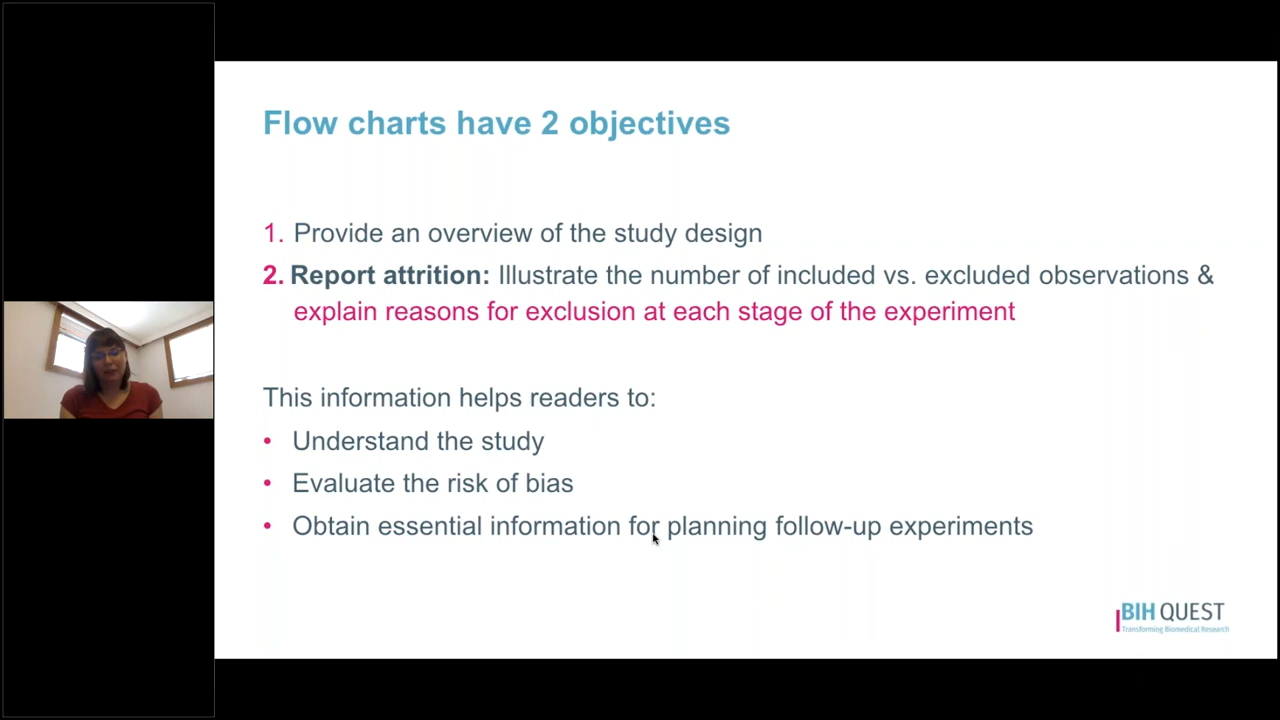 Flow charts have 2 objectives
1. Provide an overview of the study design
2. Report attrition: Illustrate the number of included vs. excluded observations &
explain reasons for exclusion at each stage of the experiment
This information helps readers to:
• Understand the study
• Evaluate the risk of bias
• Obtain essential information for planning follow-up experiments
BIH QUEST
Transforming Biomedical Research